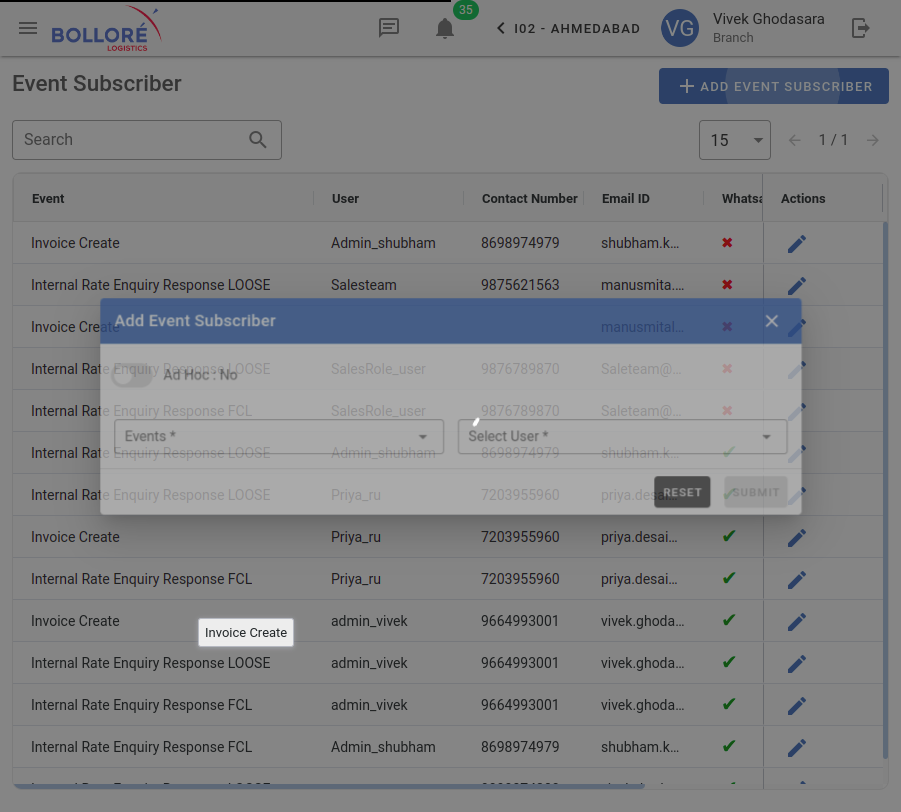 BOLLORÉ
LOGISTICS
35
I02 - AHMEDABAD
VG
Vivek Ghodasara
Branch
Event Subscriber
ADD EVENT SUBSCRIBER
Search
15
1 / 1
Event User Contact Number Email ID Whatsa Actions
Invoice Create Admin_shubham 8698974979 shubham.k...
Internal Rate Enquiry Response LOOSE Salesteam 9875621563 manusmita....
Add Event Subscriber
Invoice Create manusmital...
Internal Rate Enquiry Response LOOSE SalesRole_user 9876789870 Saleteam@...
Ad Hoc : No
Internal Rate Enquiry Response FCL SalesRole_user 9876789870 Saleteam@...
Events * Select User *
Internal Rate Enquiry Response FCL Admin_shubham 8698974979 shubham.k...
Internal Rate Enquiry Response LOOSE Priya_ru 7203955960 priya.desai...
RESET SUBMIT
Invoice Create Priya_ru 7203955960 priya.desai...
Internal Rate Enquiry Response FCL Priya_ru 7203955960 priya.desai...
Invoice Create admin_vivek 9664993001 vivek.ghoda...
Invoice Create
Internal Rate Enquiry Response LOOSE admin_vivek 9664993001 vivek.ghoda...
Internal Rate Enquiry Response FCL admin_vivek 9664993001 vivek.ghoda...
Internal Rate Enquiry Response FCL Admin_shubham 8698974979 shubham.k...